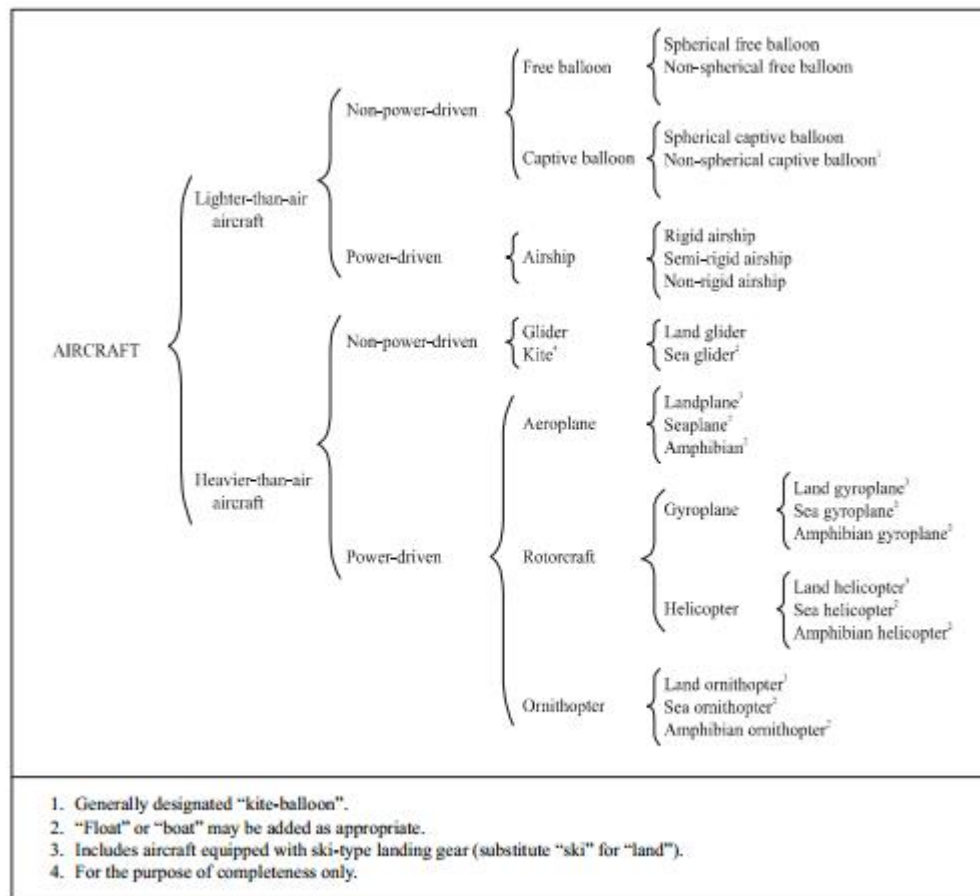 AIRCRAFT
Lighter-than-air
aircraft
Non-power-driven
Free balloon
Spherical free balloon
Non-spherical free balloon
Captive balloon
Spherical captive balloon
Non-spherical captive balloon¹
Power-driven
Airship
Rigid airship
Semi-rigid airship
Non-rigid airship
Heavier-than-air
aircraft
Non-power-driven
Glider
Kite⁴
Land glider
Sea glider²
Power-driven
Aeroplane
Landplane³
Seaplane²
Amphibian²
Rotorcraft
Gyroplane
Land gyroplane³
Sea gyroplane²
Amphibian gyroplane²
Helicopter
Land helicopter³
Sea helicopter²
Amphibian helicopter²
Ornithopter
Land ornithopter³
Sea ornithopter²
Amphibian ornithopter²
1. Generally designated “kite-balloon”.
2. “Float” or “boat” may be added as appropriate.
3. Includes aircraft equipped with ski-type landing gear (substitute “ski” for “land”).
4. For the purpose of completeness only.